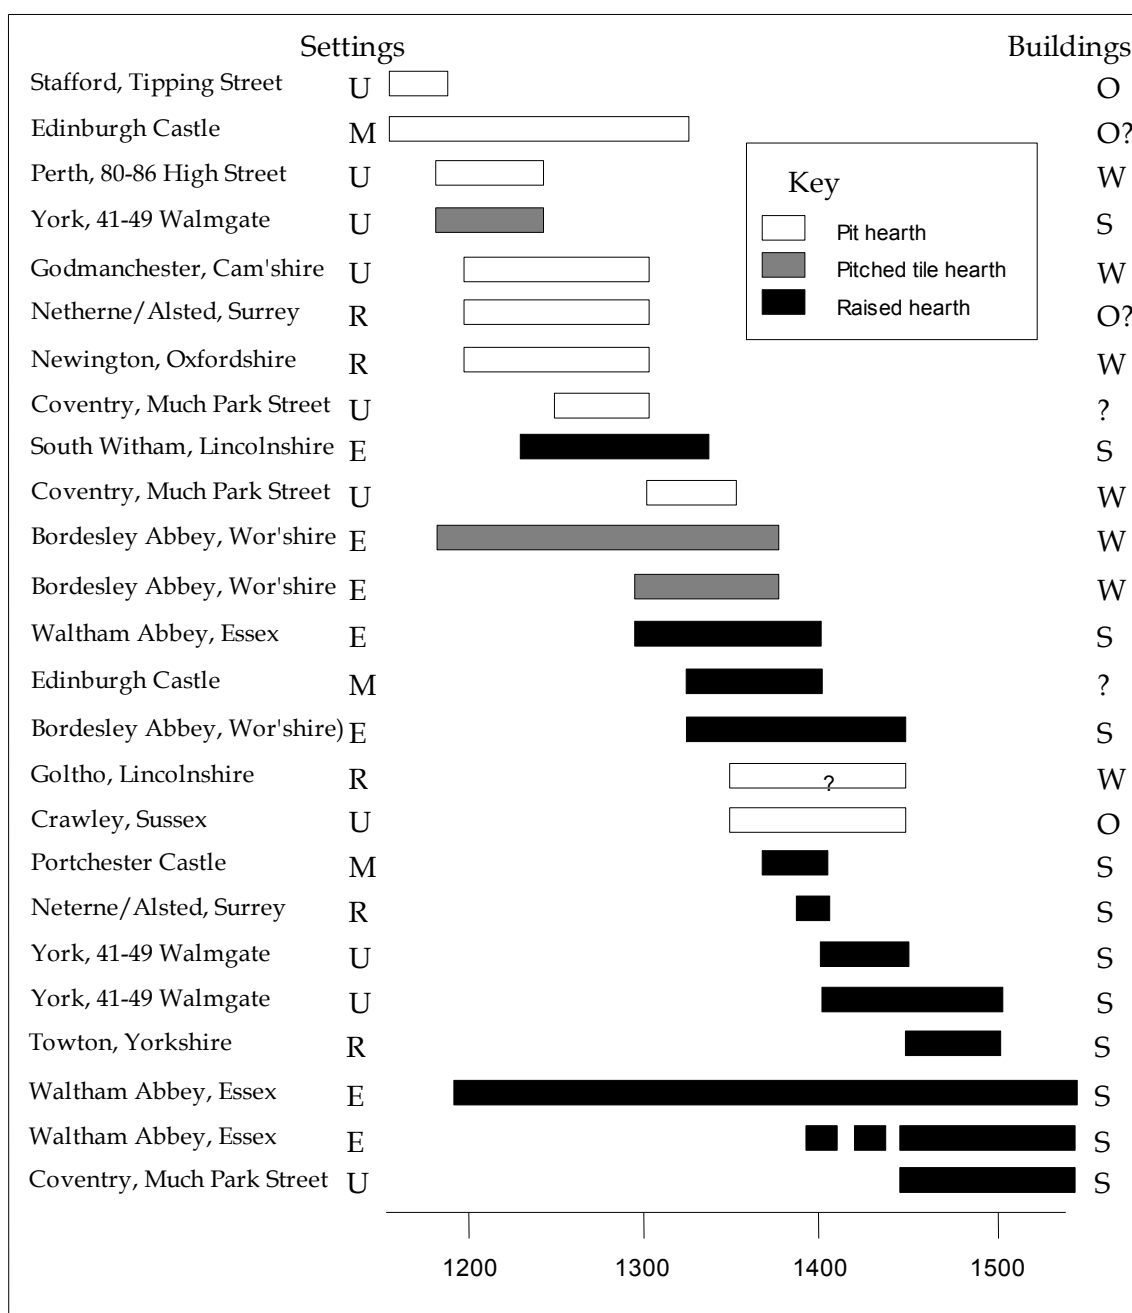 Settings Buildings
Stafford, Tipping Street U O
Edinburgh Castle M O?
Perth, 80-86 High Street U W
York, 41-49 Walmgate U S
Godmanchester, Cam'shire U W
Netherne/Alsted, Surrey R O?
Newington, Oxfordshire R W
Coventry, Much Park Street U ?
South Witham, Lincolnshire E S
Coventry, Much Park Street U W
Bordesley Abbey, Wor'shire E W
Bordesley Abbey, Wor'shire E W
Waltham Abbey, Essex E S
Edinburgh Castle M ?
Bordesley Abbey, Wor'shire) E S
Goltho, Lincolnshire R ? W
Crawley, Sussex U O
Portchester Castle M S
Neterne/Alsted, Surrey R S
York, 41-49 Walmgate U S
York, 41-49 Walmgate U S
Towton, Yorkshire R S
Waltham Abbey, Essex E S
Waltham Abbey, Essex E S
Coventry, Much Park Street U S
Key
Pit hearth
Pitched tile hearth
Raised hearth
1200 1300 1400 1500